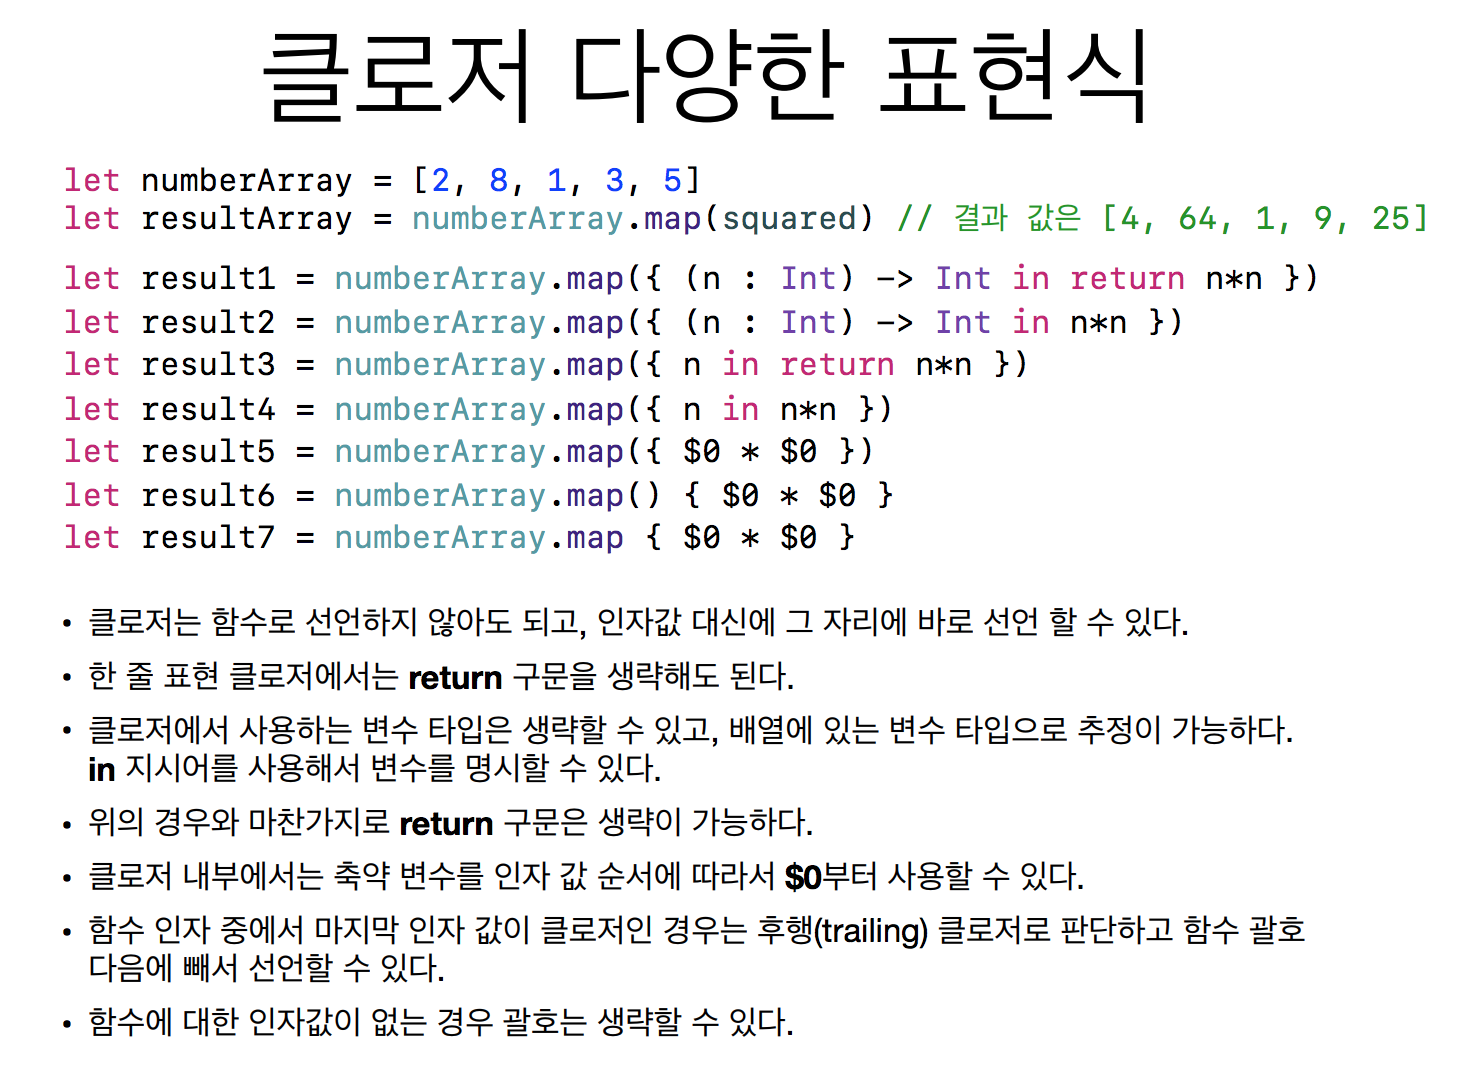 클로저 다양한 표현식
let numberArray = [2, 8, 1, 3, 5]
let resultArray = numberArray.map(squared) // 결과 값은 [4, 64, 1, 9, 25]
let result1 = numberArray.map({ (n : Int) -> Int in return n*n })
let result2 = numberArray.map({ (n : Int) -> Int in n*n })
let result3 = numberArray.map({ n in return n*n })
let result4 = numberArray.map({ n in n*n })
let result5 = numberArray.map({ $0 * $0 })
let result6 = numberArray.map() { $0 * $0 }
let result7 = numberArray.map { $0 * $0 }
• 클로저는 함수로 선언하지 않아도 되고, 인자값 대신에 그 자리에 바로 선언 할 수 있다.
• 한 줄 표현 클로저에서는 return 구문을 생략해도 된다.
• 클로저에서 사용하는 변수 타입은 생략할 수 있고, 배열에 있는 변수 타입으로 추정이 가능하다.
in 지시어를 사용해서 변수를 명시할 수 있다.
• 위의 경우와 마찬가지로 return 구문은 생략이 가능하다.
• 클로저 내부에서는 축약 변수를 인자 값 순서에 따라서 $0부터 사용할 수 있다.
• 함수 인자 중에서 마지막 인자 값이 클로저인 경우는 후행(trailing) 클로저로 판단하고 함수 괄호
다음에 빼서 선언할 수 있다.
• 함수에 대한 인자값이 없는 경우 괄호는 생략할 수 있다.